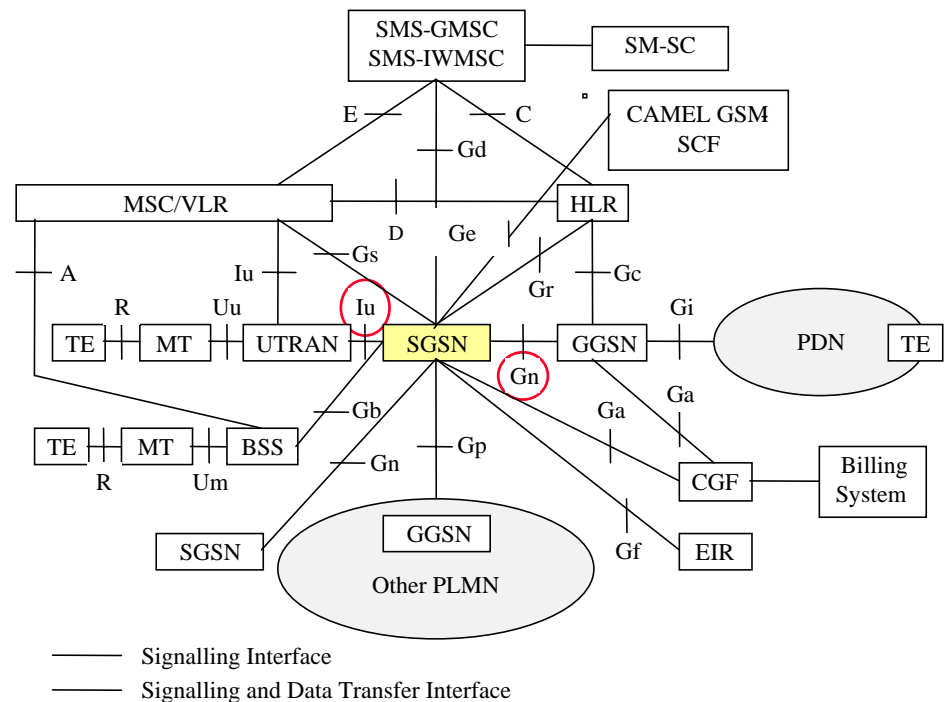 SMS-GMSC
SMS-IWMSC
SM-SC
E
C
CAMEL GSM
SCF
Gd
MSC/VLR
HLR
D
Ge
Gs
A
Iu
Gr
Gc
R
Uu
Iu
Gi
TE
MT
UTRAN
SGSN
GGSN
PDN
TE
Gn
Gb
Ga
Ga
TE
MT
BSS
Gn
Gp
R
Um
CGF
Billing
System
SGSN
GGSN
Gf
EIR
Other PLMN
Signalling Interface
Signalling and Data Transfer Interface